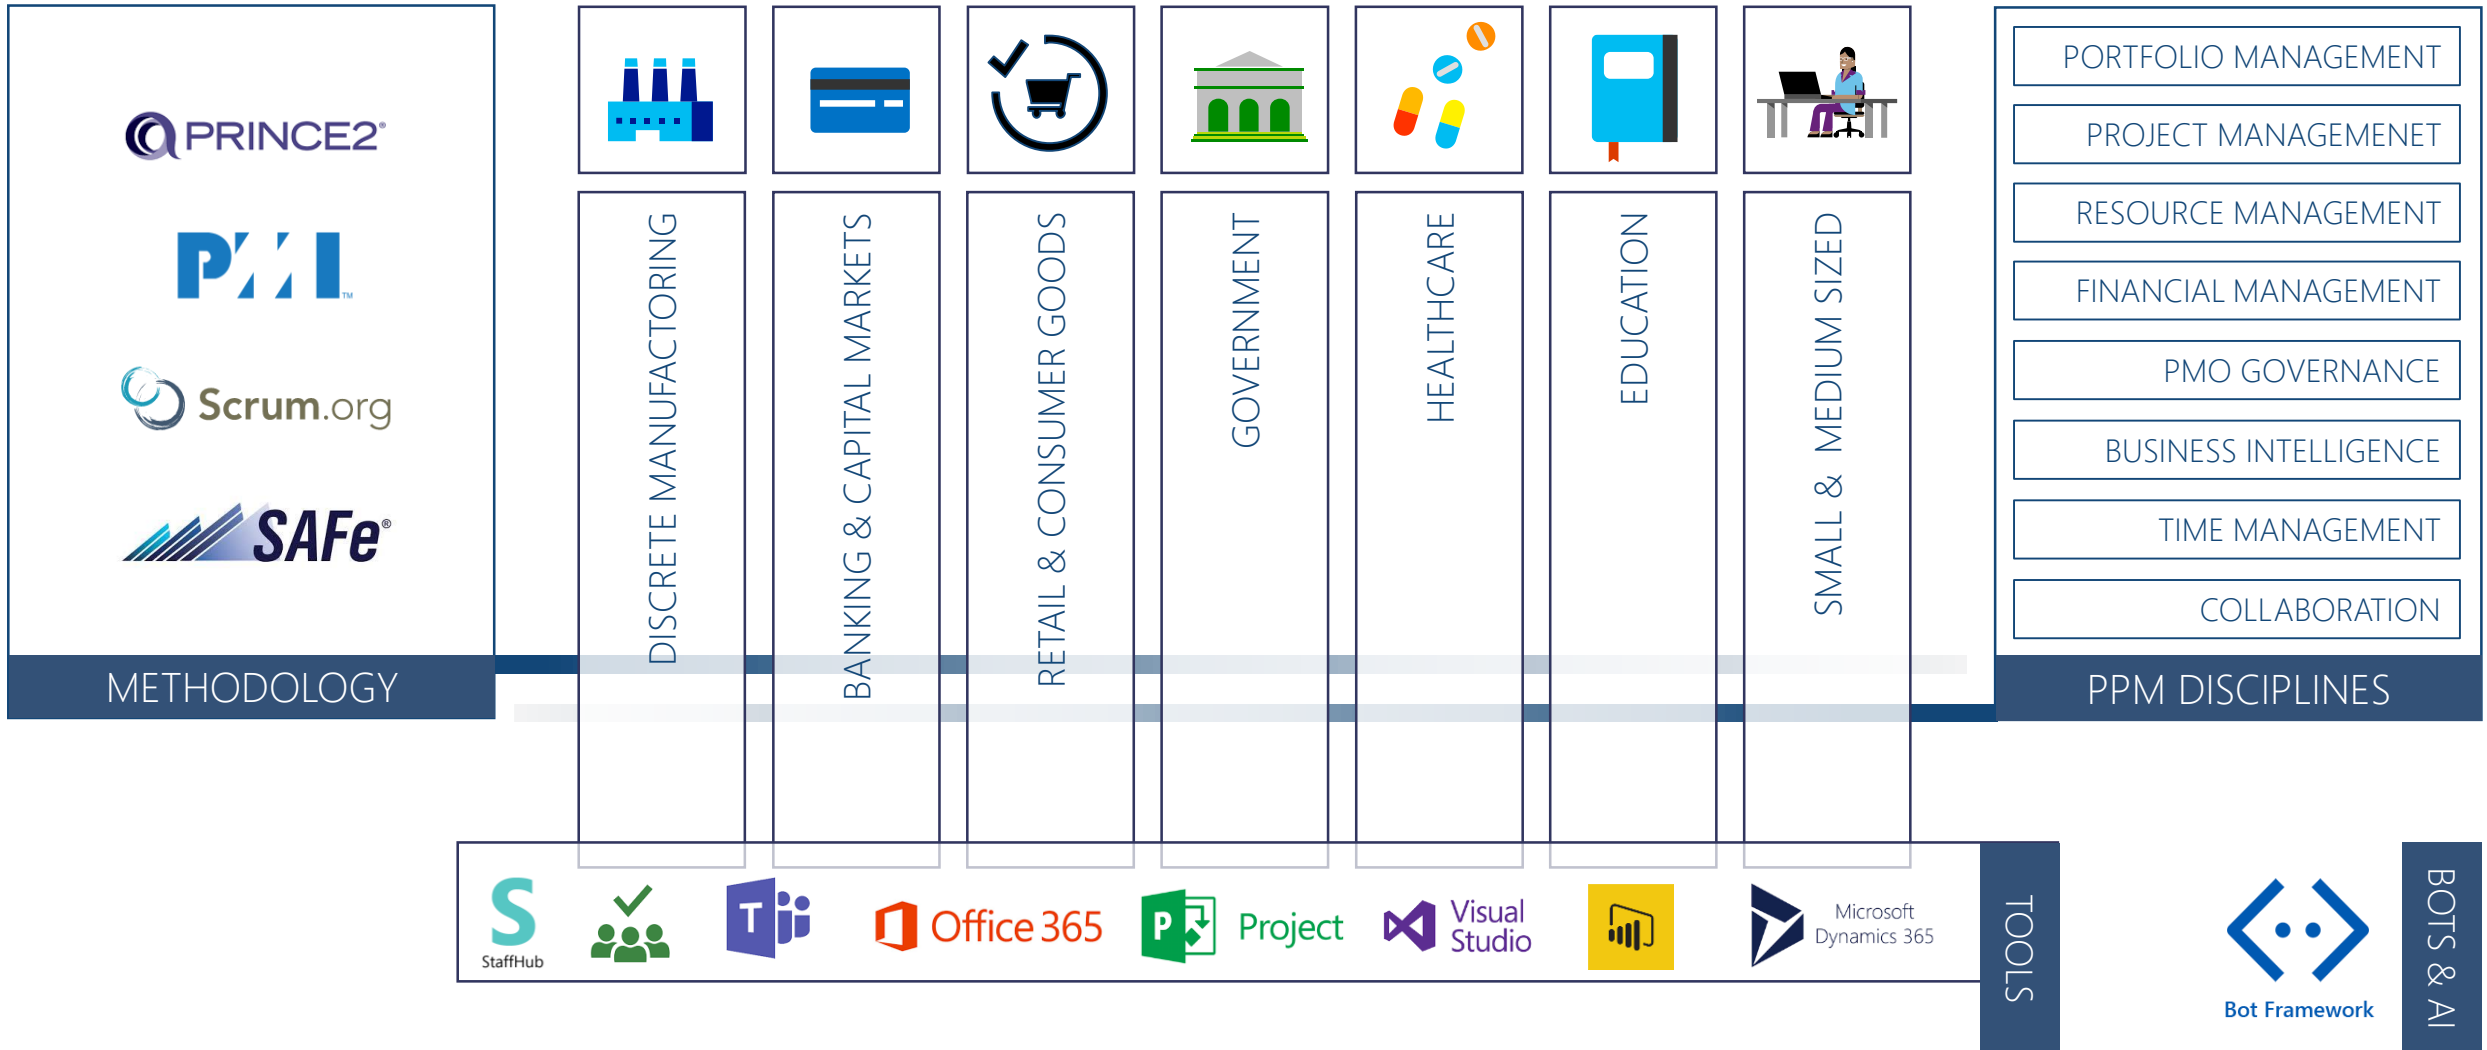 PRINCE2®
PMI™
Scrum.org
SAFe®
METHODOLOGY
DISCRETE MANUFACTORING
BANKING & CAPITAL MARKETS
RETAIL & CONSUMER GOODS
GOVERNMENT
HEALTHCARE
EDUCATION
SMALL & MEDIUM SIZED
PORTFOLIO MANAGEMENT
PROJECT MANAGEMENET
RESOURCE MANAGEMENT
FINANCIAL MANAGEMENT
PMO GOVERNANCE
BUSINESS INTELLIGENCE
TIME MANAGEMENT
COLLABORATION
PPM DISCIPLINES
S
StaffHub
T
Office 365
P
Project
Visual
Studio
Microsoft
Dynamics 365
TOOLS
Bot Framework
BOTS & AI